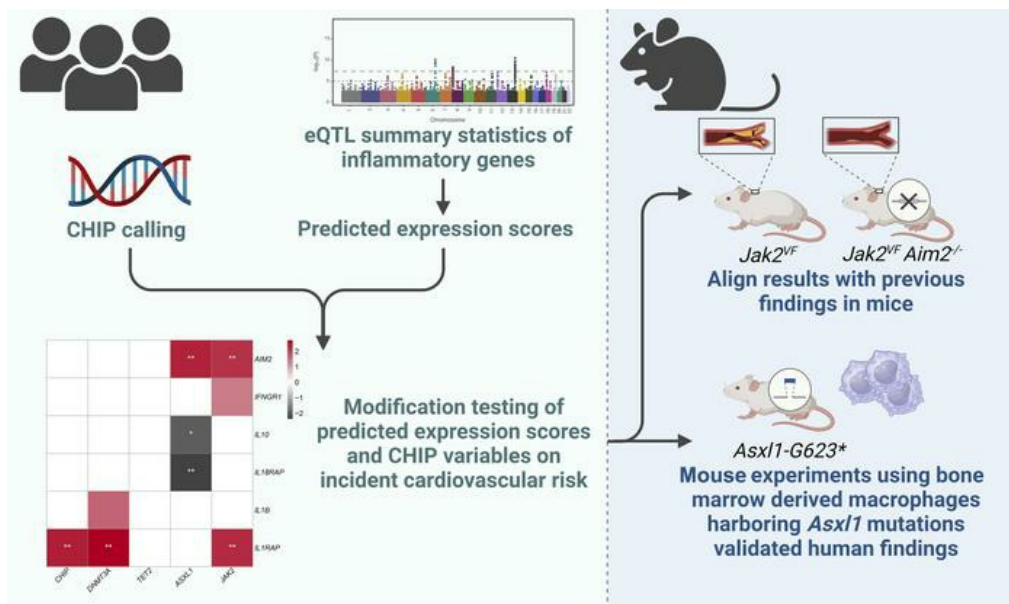 -log₁₀(P)
Chromosome
eQTL summary statistics of
inflammatory genes
CHIP calling
Predicted expression scores
AIM2
IFNGR1
IL10
IL18RAP
IL1B
IL1RAP
**
**
*
**
**
**
**
2
1
0
−1
−2
CHIP
DNMT3A
TET2
ASXL1
JAK2
Modification testing of
predicted expression scores
and CHIP variables on
incident cardiovascular risk
Jak2VF
Jak2VF Aim2-/-
Align results with previous
findings in mice
Asxl1-G623*
Mouse experiments using bone
marrow derived macrophages
harboring Asxl1 mutations
validated human findings